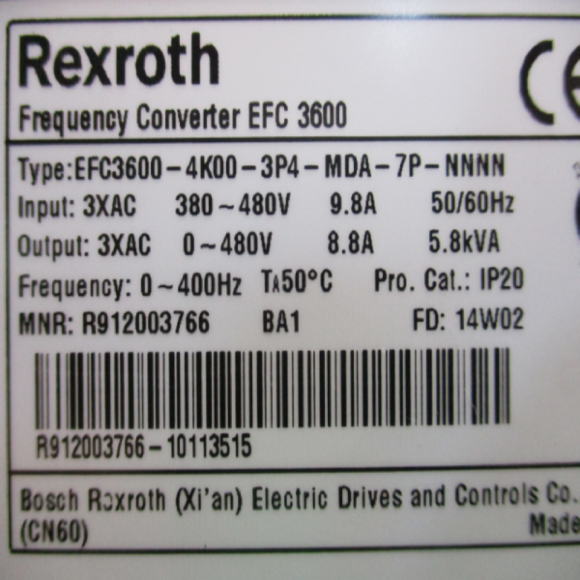 Rexroth
CE
Frequency Converter EFC 3600
Type:EFC3600-4K00-3P4-MDA-7P-NNNN
Input: 3XAC 380~480V 9.8A 50/60Hz
Output: 3XAC 0~480V 8.8A 5.8kVA
Frequency: 0~400Hz TA50°C Pro. Cat.: IP20
MNR: R912003766 BA1 FD: 14W02
R912003766-10113515
Bosch Rexroth (Xi'an) Electric Drives and Controls Co.
(CN60) Made